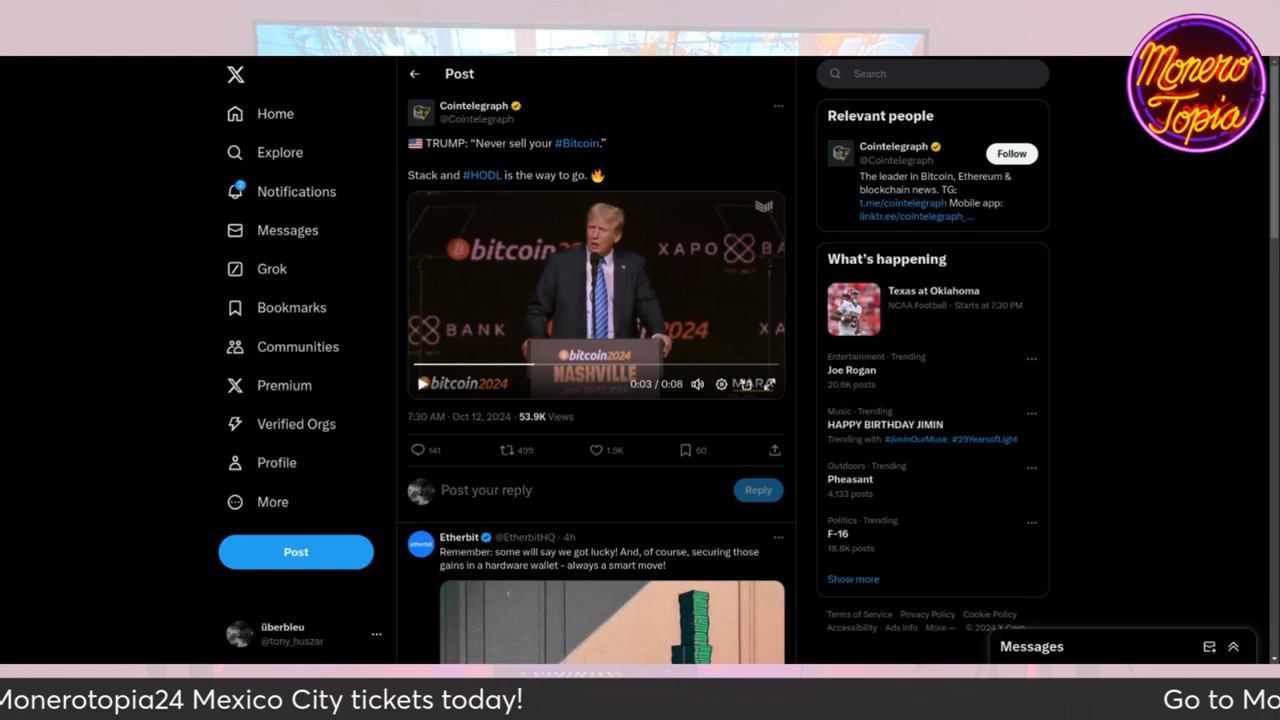 Monero
Topia
Post
Search
Home
Explore
2
Notifications
Messages
Grok
Bookmarks
Communities
Premium
Verified Orgs
Profile
More
Post
überbleu
@tony_huszar
Cointelegraph
@Cointelegraph
TRUMP: “Never sell your #Bitcoin.”
Stack and #HODL is the way to go.
bitcoin
XAPO BA
BANK
2024
XA
bitcoin2024
NASHVILLE
bitcoin2024
0:03 / 0:08
7:30 AM · Oct 12, 2024 · 53.9K Views
141
499
1.9K
60
Post your reply
Reply
Etherbit @EtherbitHQ · 4h
Remember: some will say we got lucky! And, of course, securing those
gains in a hardware wallet - always a smart move!
etherbit
Relevant people
Cointelegraph
@Cointelegraph
Follow
The leader in Bitcoin, Ethereum &
blockchain news. TG:
t.me/cointelegraph Mobile app:
linktr.ee/cointelegraph_…
What’s happening
Texas at Oklahoma
NCAA Football · Starts at 7:30 PM
Entertainment · Trending
Joe Rogan
20.6K posts
Music · Trending
HAPPY BIRTHDAY JIMIN
Trending with #JiminOurMuse, #29YearsofLight
Outdoors · Trending
Pheasant
4,133 posts
Politics · Trending
F-16
18.8K posts
Show more
Terms of Service Privacy Policy Cookie Policy
Accessibility Ads info More ··· © 2024 X Corp.
Messages
Monerotopia24 Mexico City tickets today!
Go to Mo